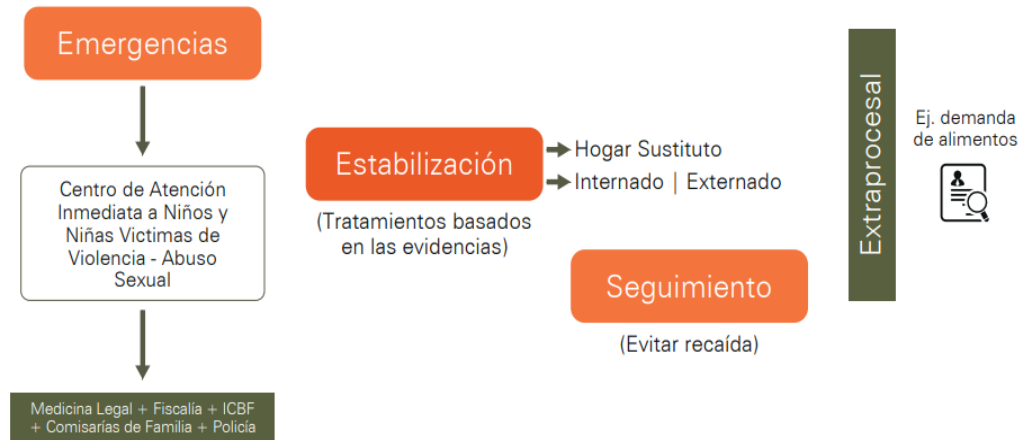 Emergencias
Centro de Atención
Inmediata a Niños y
Niñas Victimas de
Violencia - Abuso
Sexual
Medicina Legal + Fiscalía + ICBF
+ Comisarías de Familia + Policía
Estabilización
(Tratamientos basados
en las evidencias)
Hogar Sustituto
Internado | Externado
Seguimiento
(Evitar recaída)
Extraprocesal
Ej. demanda
de alimentos